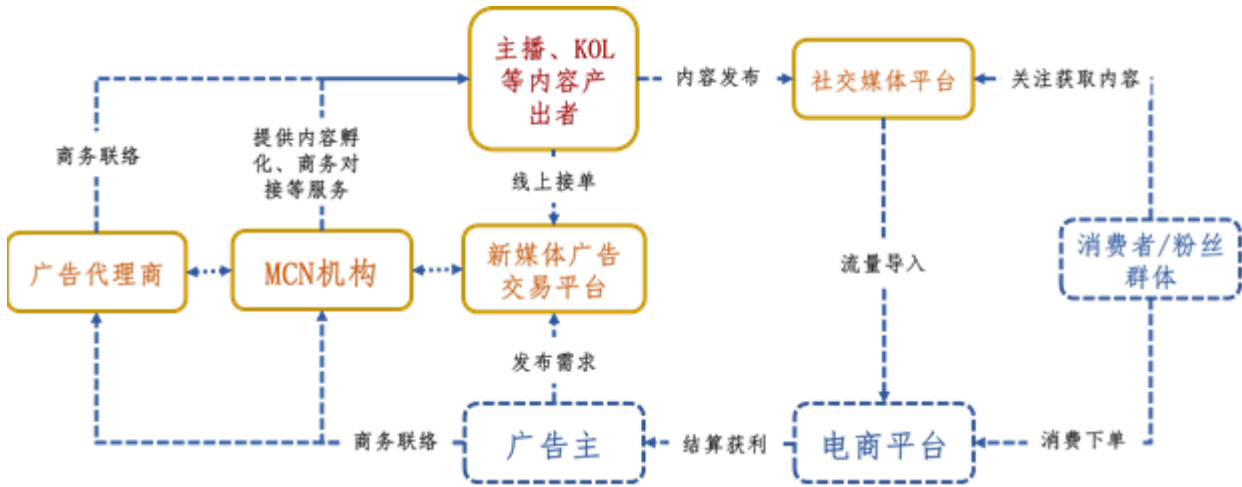 主播、KOL
等内容产
出者
内容发布
社交媒体平台
关注获取内容
商务联络
提供内容孵
化、商务对
接等服务
线上接单
广告代理商
MCN机构
新媒体广告
交易平台
流量导入
消费者/粉丝
群体
发布需求
商务联络
广告主
结算获利
电商平台
消费下单